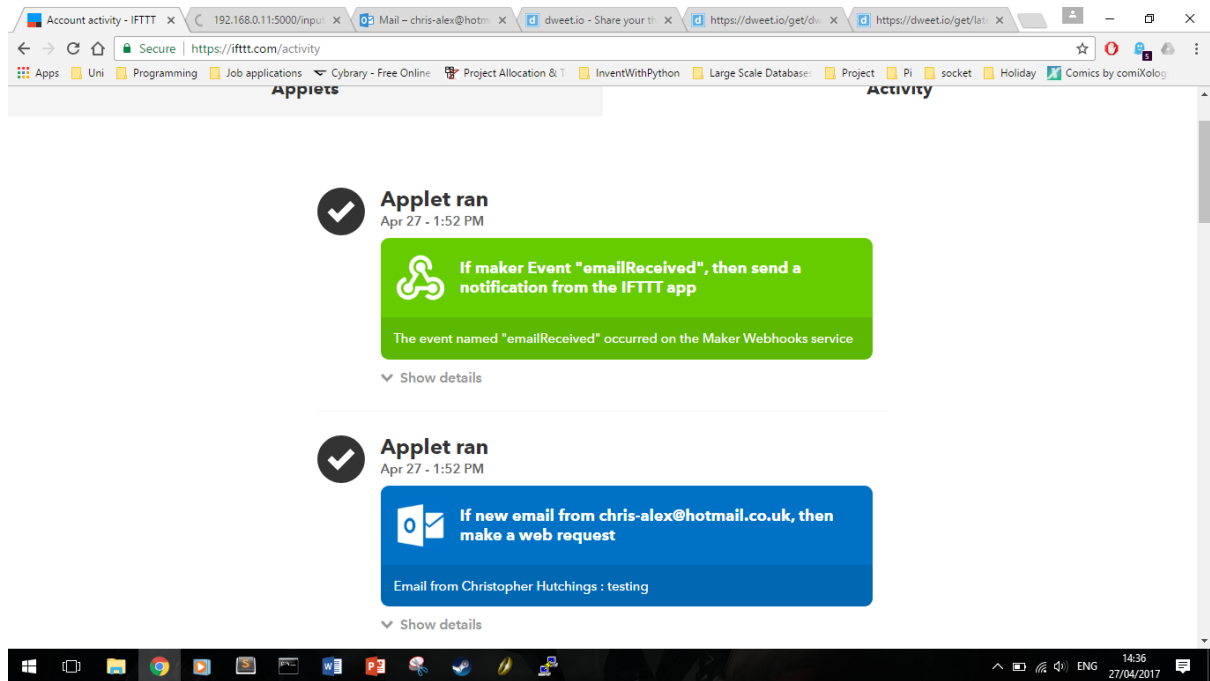 Account activity - IFTTT
192.168.0.11:5000/input
Mail – chris-alex@hotm
dweet.io - Share your th
https://dweet.io/get/dw
https://dweet.io/get/lat
Secure
https://ifttt.com/activity
Apps
Uni
Programming
Job applications
Cybrary - Free Online
Project Allocation & T
InventWithPython
Large Scale Database
Project
Pi
socket
Holiday
Comics by comiXolog
Applets
Activity
Applet ran
Apr 27 - 1:52 PM
If maker Event "emailReceived", then send a
notification from the IFTTT app
The event named "emailReceived" occurred on the Maker Webhooks service
Show details
Applet ran
Apr 27 - 1:52 PM
If new email from chris-alex@hotmail.co.uk, then
make a web request
Email from Christopher Hutchings : testing
Show details
ENG
14:36
27/04/2017